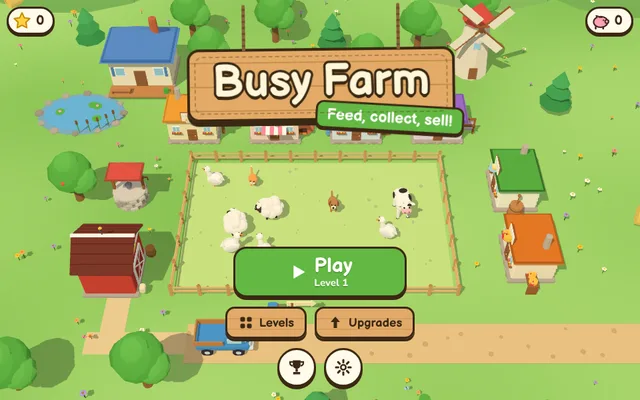 0
0
Busy Farm
Feed, collect, sell!
Play
Level 1
Levels
Upgrades